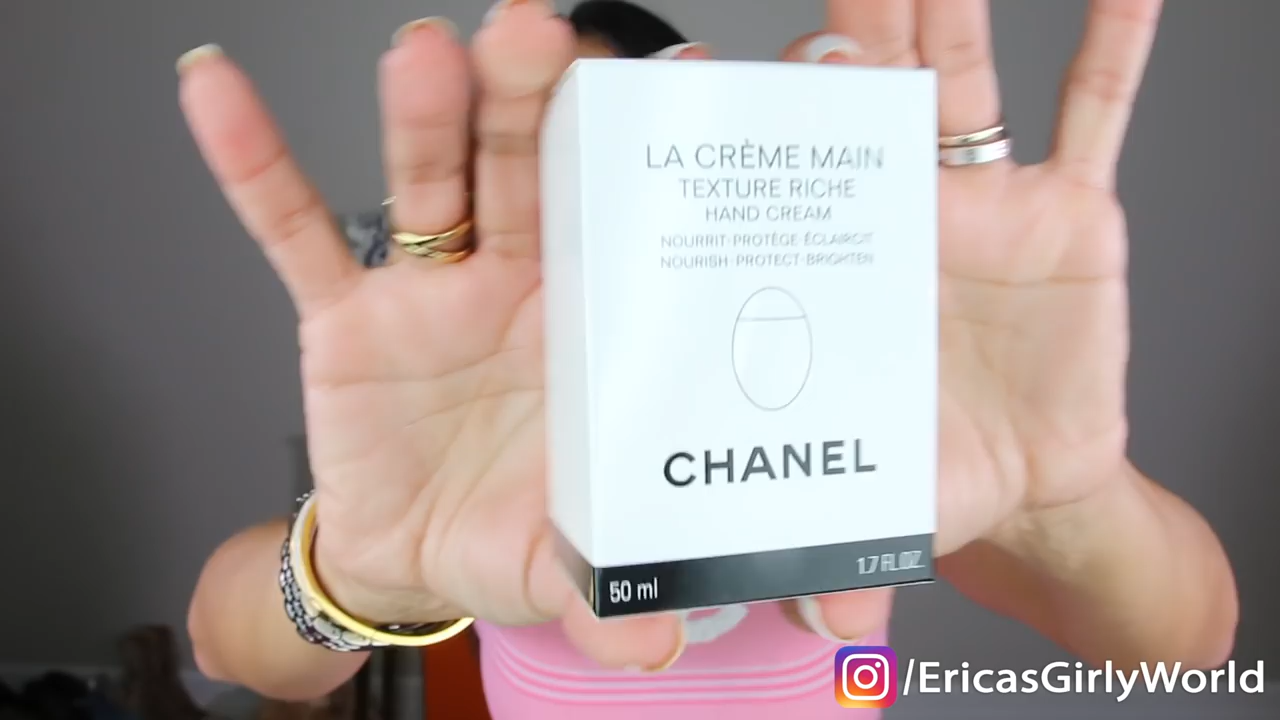 LA CRÈME MAIN
TEXTURE RICHE
HAND CREAM
NOURRIT-PROTÈGE-ÉCLAIRCIT
NOURISH-PROTECT-BRIGHTEN
CHANEL
50 ml
1.7 FL.OZ.
/EricasGirlyWorld